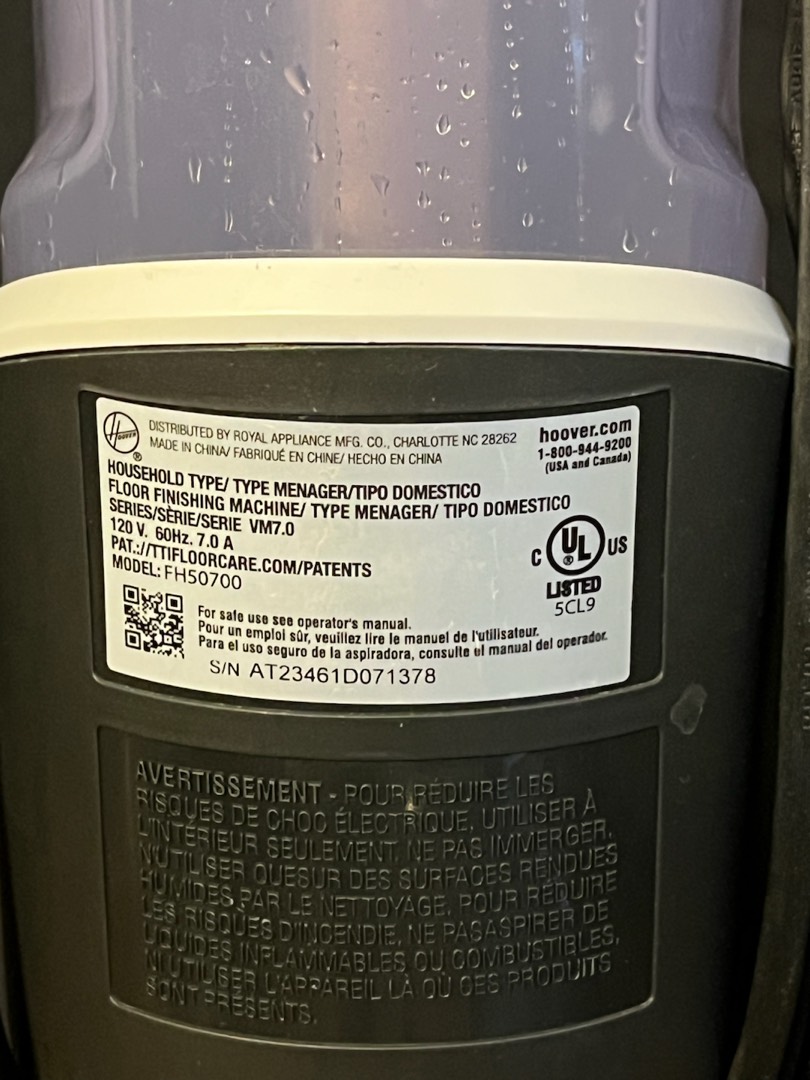 HOOVER
®
DISTRIBUTED BY ROYAL APPLIANCE MFG. CO., CHARLOTTE NC 28262
MADE IN CHINA/ FABRIQUÉ EN CHINE/ HECHO EN CHINA
hoover.com
1-800-944-9200
(USA and Canada)
HOUSEHOLD TYPE/ TYPE MENAGER/TIPO DOMESTICO
FLOOR FINISHING MACHINE/ TYPE MENAGER/ TIPO DOMESTICO
SERIES/SÈRIE/SERIE VM7.0
120 V. 60Hz. 7.0 A
PAT.://TTIFLOORCARE.COM/PATENTS
MODEL: FH50700
C UL ® US
LISTED
5CL9
For safe use see operator's manual.
Pour un emploi sûr, veuillez lire le manuel de l'utilisateur.
Para el uso seguro de la aspiradora, consulte el manual del operador.
S/N AT23461D071378
AVERTISSEMENT - POUR RÉDUIRE LES
RISQUES DE CHOC ÉLECTRIQUE, UTILISER À
L'INTÉRIEUR SEULEMENT. NE PAS IMMERGER.
N'UTILISER QUESUR DES SURFACES RENDUES
HUMIDES PAR LE NETTOYAGE. POUR RÉDUIRE
LES RISQUES D'INCENDIE, NE PASASPIRER DE
LIQUIDES INFLAMMABLES OU COMBUSTIBLES,
N'UTILISER L'APPAREIL LÀ OÙ CES PRODUITS
SONT PRÉSENTS.